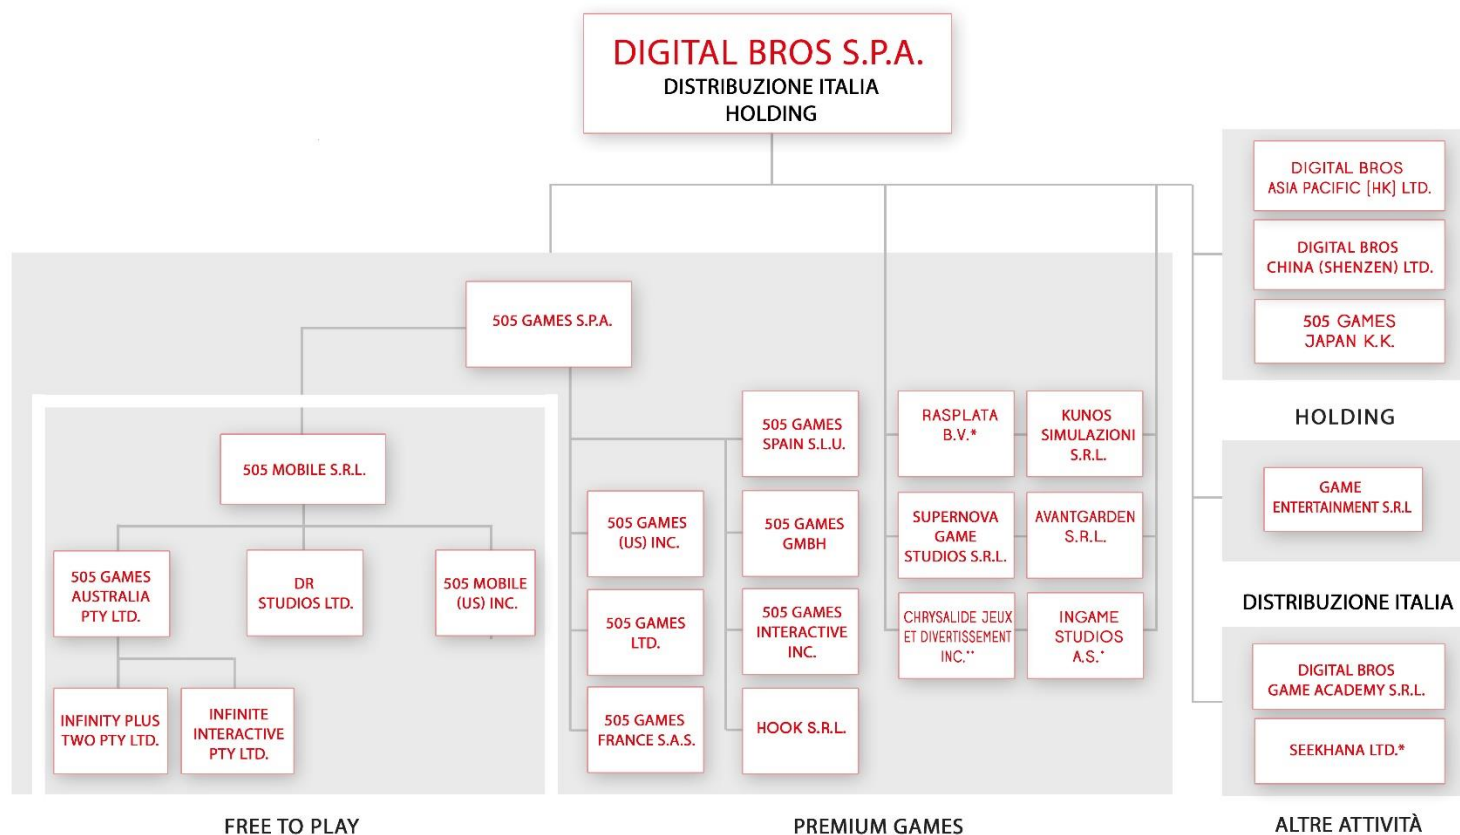 DIGITAL BROS S.P.A.
DISTRIBUZIONE ITALIA
HOLDING
DIGITAL BROS
ASIA PACIFIC [HK] LTD.
DIGITAL BROS
CHINA (SHENZEN) LTD.
505 GAMES
JAPAN K.K.
HOLDING
GAME
ENTERTAINMENT S.R.L
DISTRIBUZIONE ITALIA
DIGITAL BROS
GAME ACADEMY S.R.L.
SEEKHANA LTD.*
ALTRE ATTIVITÀ
505 GAMES S.P.A.
505 MOBILE S.R.L.
505 GAMES
AUSTRALIA
PTY LTD.
DR
STUDIOS LTD.
505 MOBILE
(US) INC.
INFINITY PLUS
TWO PTY LTD.
INFINITE
INTERACTIVE
PTY LTD.
FREE TO PLAY
505 GAMES
(US) INC.
505 GAMES
LTD.
505 GAMES
FRANCE S.A.S.
505 GAMES
SPAIN S.L.U.
505 GAMES
GMBH
505 GAMES
INTERACTIVE
INC.
HOOK S.R.L.
RASPLATA
B.V.*
KUNOS
SIMULAZIONI
S.R.L.
SUPERNOVA
GAME
STUDIOS S.R.L.
AVANTGARDEN
S.R.L.
CHRYSALIDE JEUX
ET DIVERTISSEMENT
INC.**
INGAME
STUDIOS
A.S.*
PREMIUM GAMES